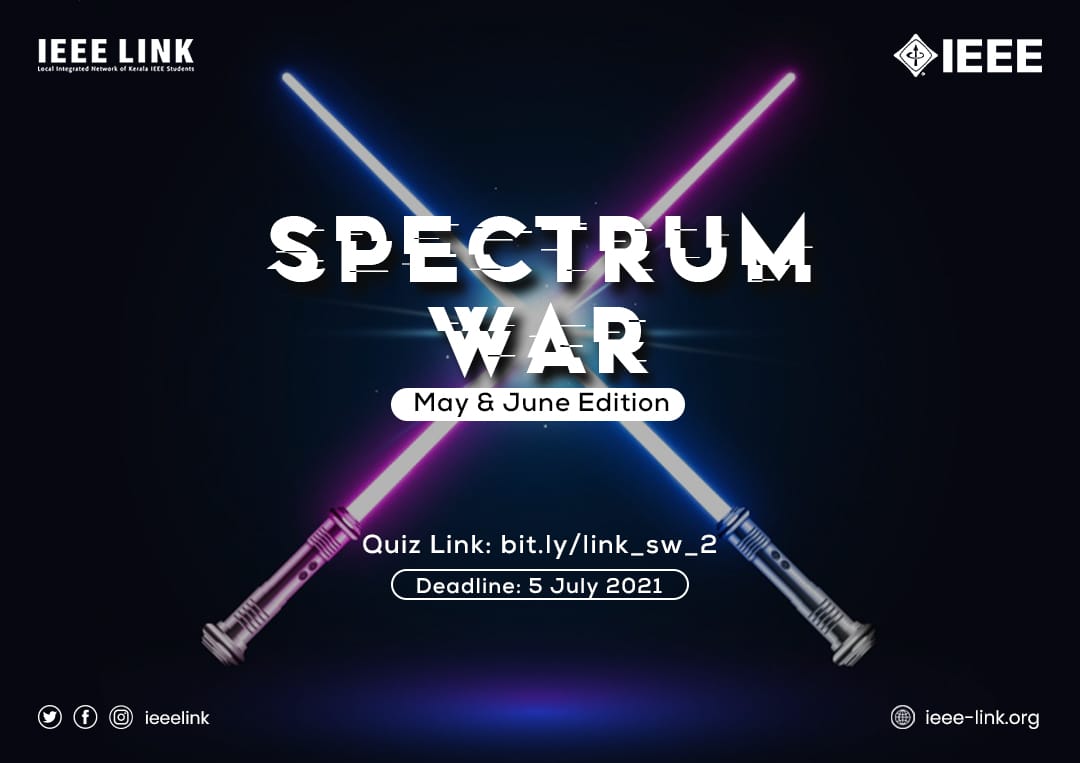 IEEE LINK
Local Integrated Network of Kerala IEEE Students
IEEE
SPECTRUM
WAR
May & June Edition
Quiz Link: bit.ly/link_sw_2
Deadline: 5 July 2021
ieeelink
ieee-link.org